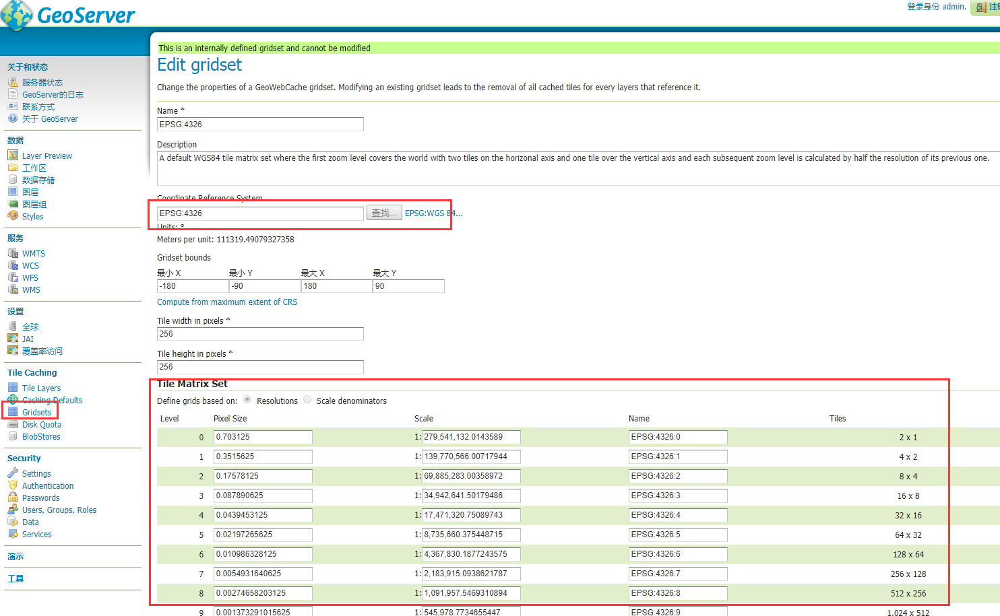 GeoServer
登录身份 admin.
This is an internally defined gridset and cannot be modified
Edit gridset
Change the properties of a GeoWebCache gridset. Modifying an existing gridset leads to the removal of all cached tiles for every layers that reference it.
关于和状态
服务器状态
GeoServer的日志
联系方式
关于 GeoServer
数据
Layer Preview
工作区
数据存储
图层
图层组
Styles
服务
WMTS
WCS
WFS
WMS
设置
全球
JAI
覆盖率访问
Tile Caching
Tile Layers
Caching Defaults
Gridsets
Disk Quota
BlobStores
Security
Settings
Authentication
Passwords
Users, Groups, Roles
Data
Services
演示
工具
Name *
EPSG:4326
Description
A default WGS84 tile matrix set where the first zoom level covers the world with two tiles on the horizonal axis and one tile over the vertical axis and each subsequent zoom level is calculated by half the resolution of its previous one.
Coordinate Reference System
EPSG:4326 查找... EPSG:WGS 84...
Units: °
Meters per unit: 111319.49079327358
Gridset bounds
最小 X 最小 Y 最大 X 最大 Y
-180 -90 180 90
Compute from maximum extent of CRS
Tile width in pixels *
256
Tile height in pixels *
256
Tile Matrix Set
Define grids based on: Resolutions Scale denominators
Level Pixel Size Scale Name Tiles
0 0.703125 1: 279,541,132.0143589 EPSG:4326:0 2 x 1
1 0.3515625 1: 139,770,566.00717944 EPSG:4326:1 4 x 2
2 0.17578125 1: 69,885,283.00358972 EPSG:4326:2 8 x 4
3 0.087890625 1: 34,942,641.50179486 EPSG:4326:3 16 x 8
4 0.0439453125 1: 17,471,320.75089743 EPSG:4326:4 32 x 16
5 0.02197265625 1: 8,735,660.375448715 EPSG:4326:5 64 x 32
6 0.010986328125 1: 4,367,830.1877243575 EPSG:4326:6 128 x 64
7 0.0054931640625 1: 2,183,915.0938621787 EPSG:4326:7 256 x 128
8 0.00274658203125 1: 1,091,957.5469310894 EPSG:4326:8 512 x 256
9 0.001373291015625 1: 545,978.7734655447 EPSG:4326:9 1,024 x 512